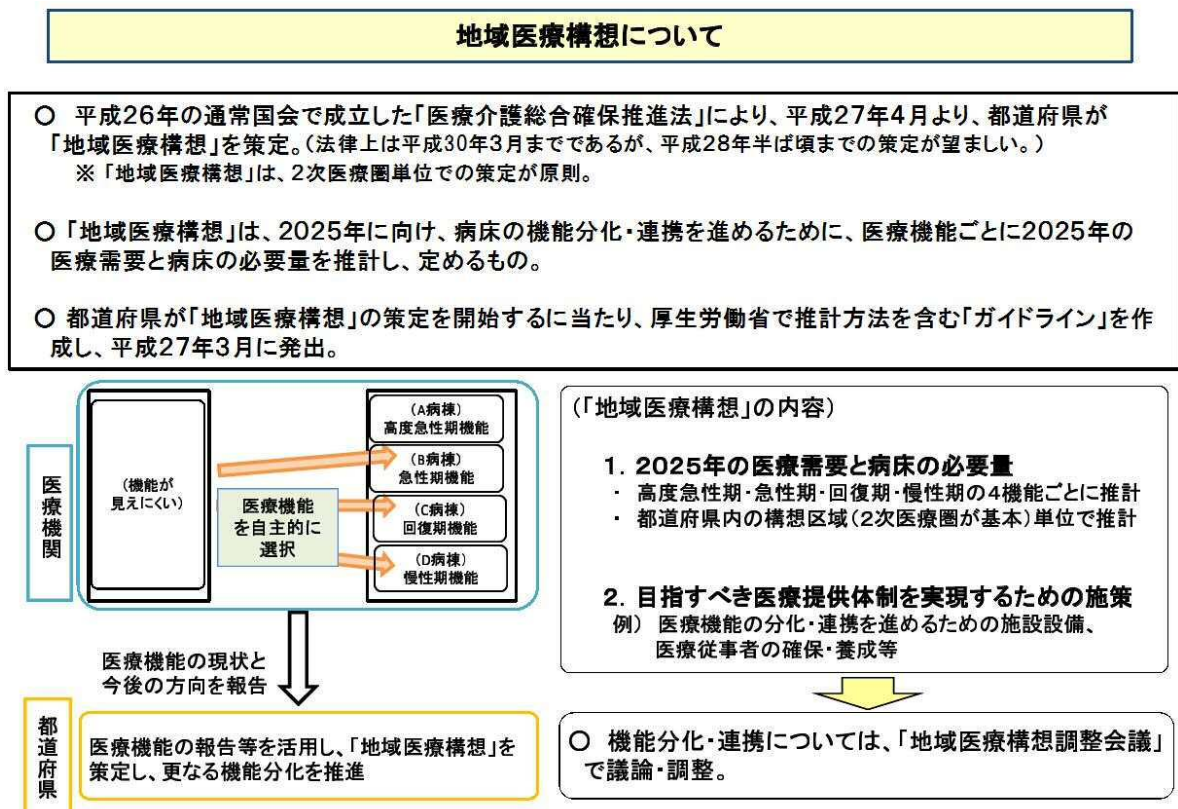 地域医療構想について
○ 平成26年の通常国会で成立した「医療介護総合確保推進法」により、平成27年4月より、都道府県が
「地域医療構想」を策定。(法律上は平成30年3月までであるが、平成28年半ば頃までの策定が望ましい。)
※ 「地域医療構想」は、2次医療圏単位での策定が原則。
○ 「地域医療構想」は、2025年に向け、病床の機能分化・連携を進めるために、医療機能ごとに2025年の
医療需要と病床の必要量を推計し、定めるもの。
○ 都道府県が「地域医療構想」の策定を開始するに当たり、厚生労働省で推計方法を含む「ガイドライン」を作
成し、平成27年3月に発出。
医療機関
(機能が
見えにくい)
医療機能
を自主的に
選択
(A病棟)
高度急性期機能
(B病棟)
急性期機能
(C病棟)
回復期機能
(D病棟)
慢性期機能
医療機能の現状と
今後の方向を報告
都道府県
医療機能の報告等を活用し、「地域医療構想」を
策定し、更なる機能分化を推進
(「地域医療構想」の内容)
1. 2025年の医療需要と病床の必要量
・ 高度急性期・急性期・回復期・慢性期の4機能ごとに推計
・ 都道府県内の構想区域(2次医療圏が基本)単位で推計
2. 目指すべき医療提供体制を実現するための施策
例) 医療機能の分化・連携を進めるための施設設備、
医療従事者の確保・養成等
○ 機能分化・連携については、「地域医療構想調整会議」
で議論・調整。